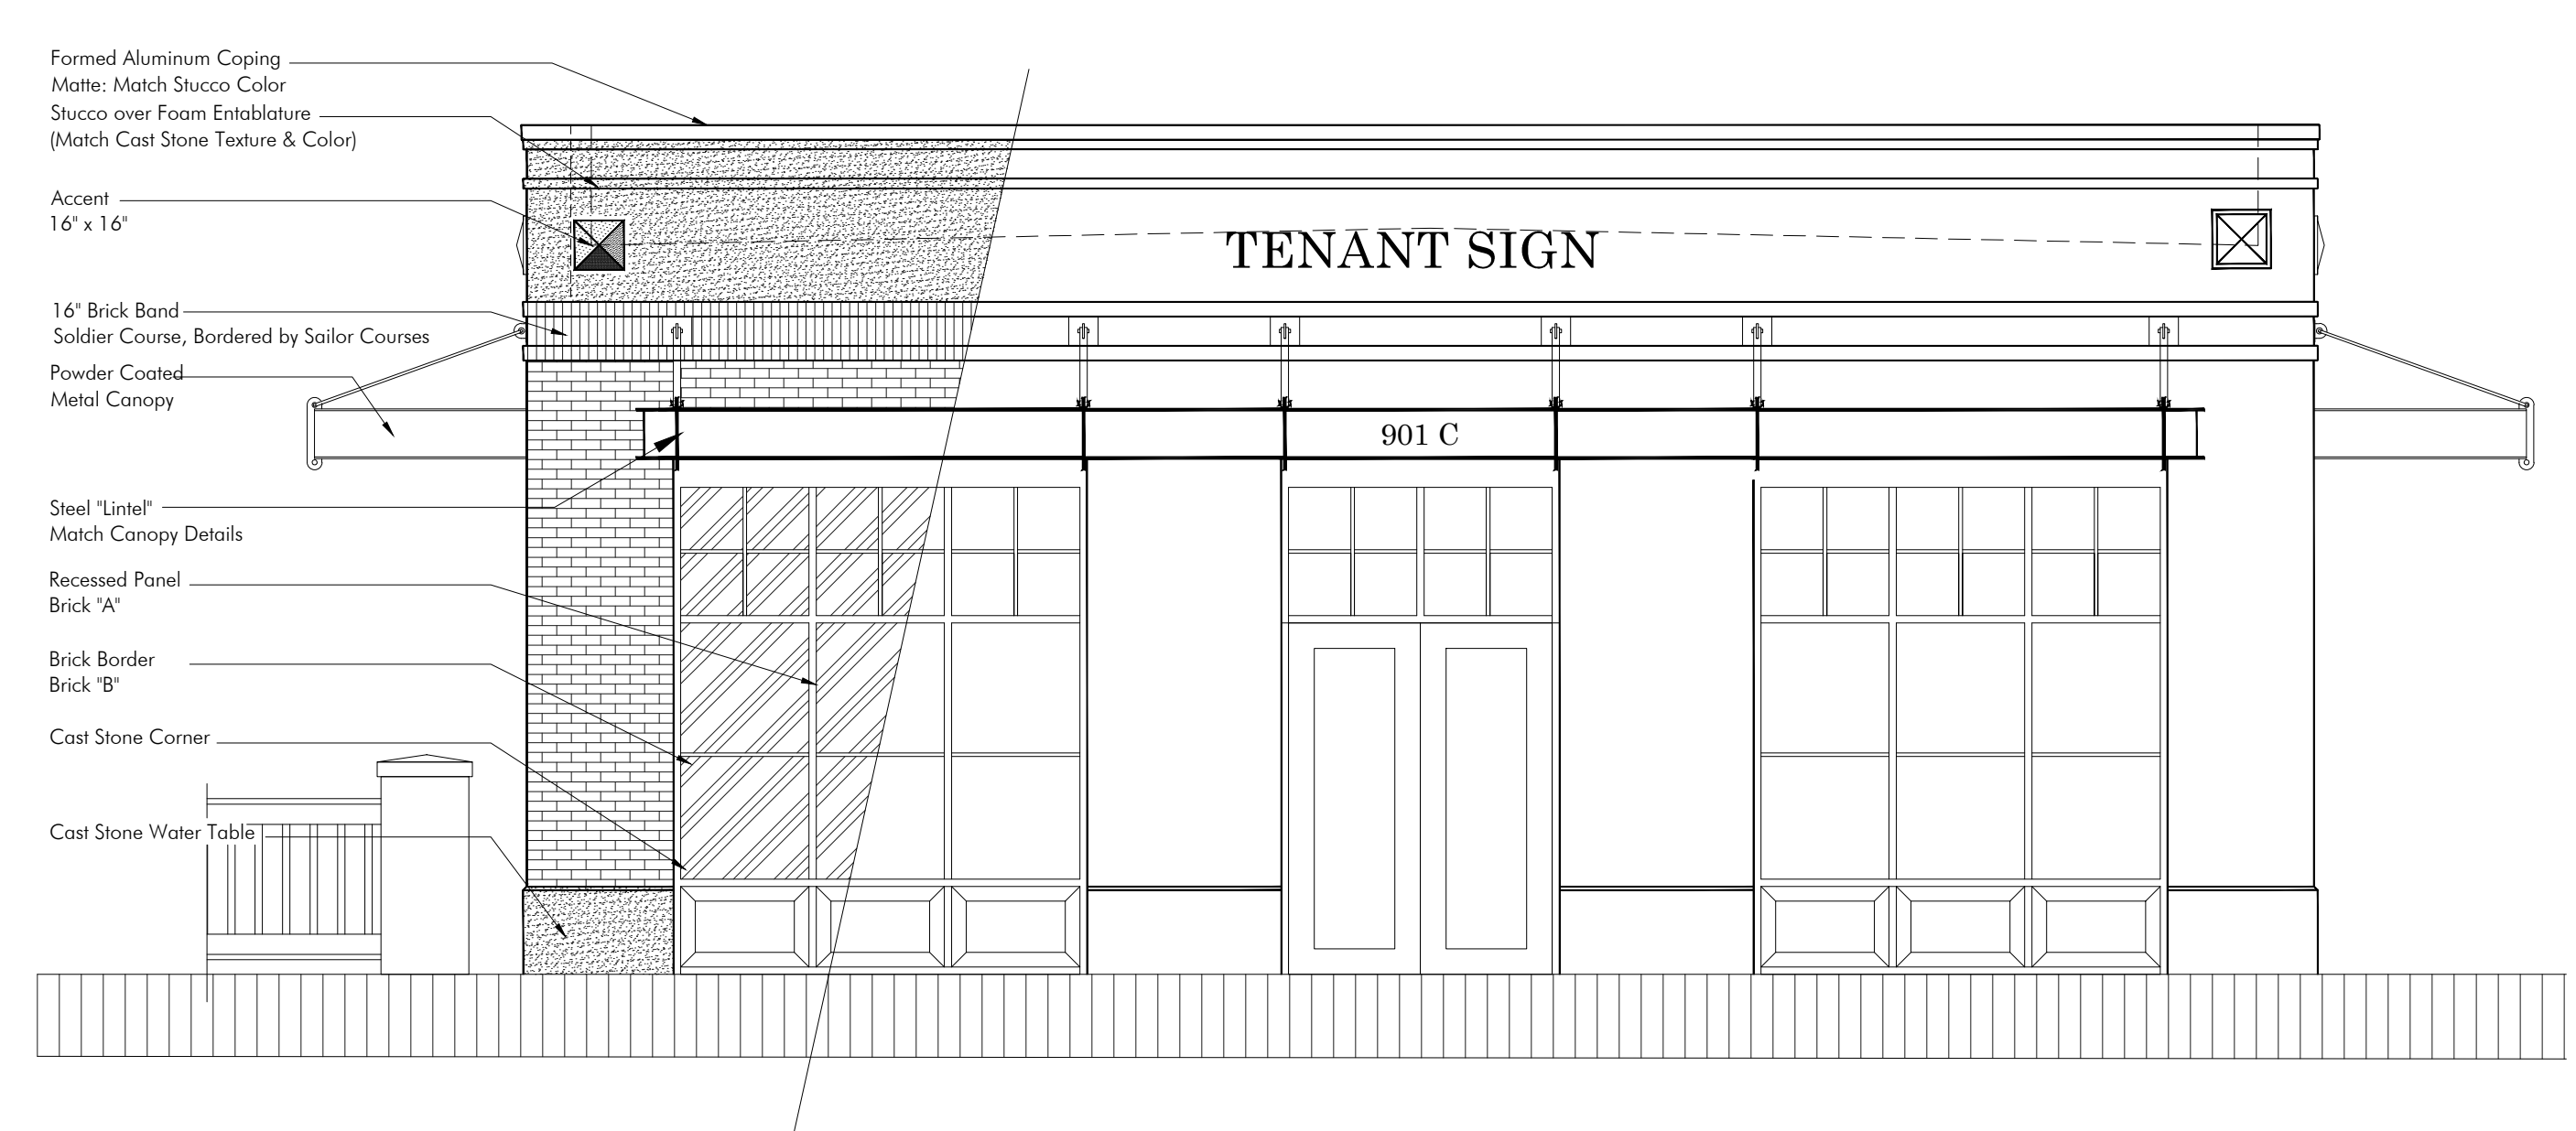 Formed Aluminum Coping
Matte: Match Stucco Color
Stucco over Foam Entablature
(Match Cast Stone Texture & Color)
Accent
16" x 16"
TENANT SIGN
16" Brick Band
Soldier Course, Bordered by Sailor Courses
Powder Coated
Metal Canopy
901 C
Steel "Lintel"
Match Canopy Details
Recessed Panel
Brick "A"
Brick Border
Brick "B"
Cast Stone Corner
Cast Stone Water Table